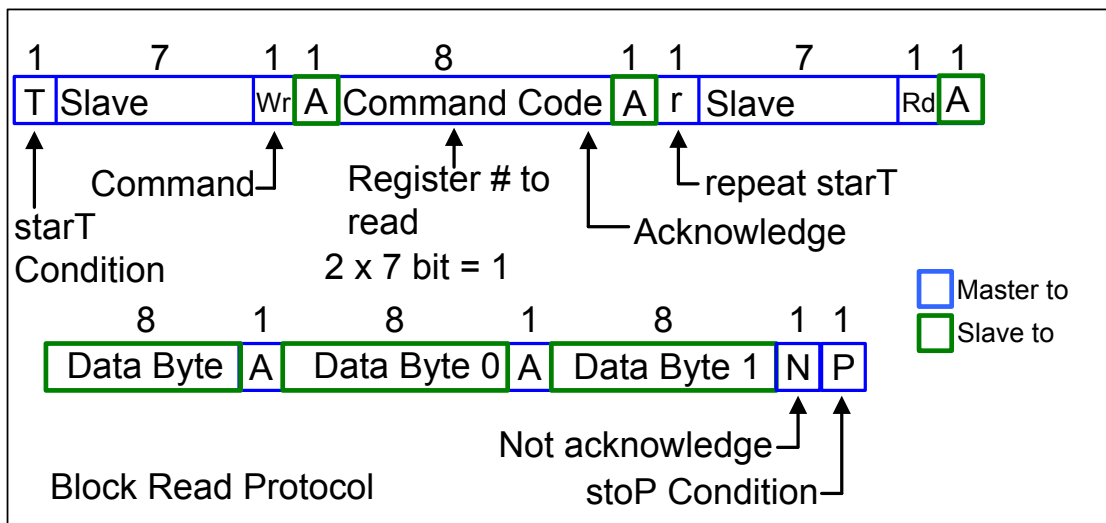 1 7 1 1 8 1 1 7 1 1
T Slave Wr A Command Code A r Slave Rd A
Command
Register # to
read
2 x 7 bit = 1
repeat starT
Acknowledge
starT
Condition
Master to
Slave to
8 1 8 1 8 1 1
Data Byte A Data Byte 0 A Data Byte 1 N P
Not acknowledge
stoP Condition
Block Read Protocol